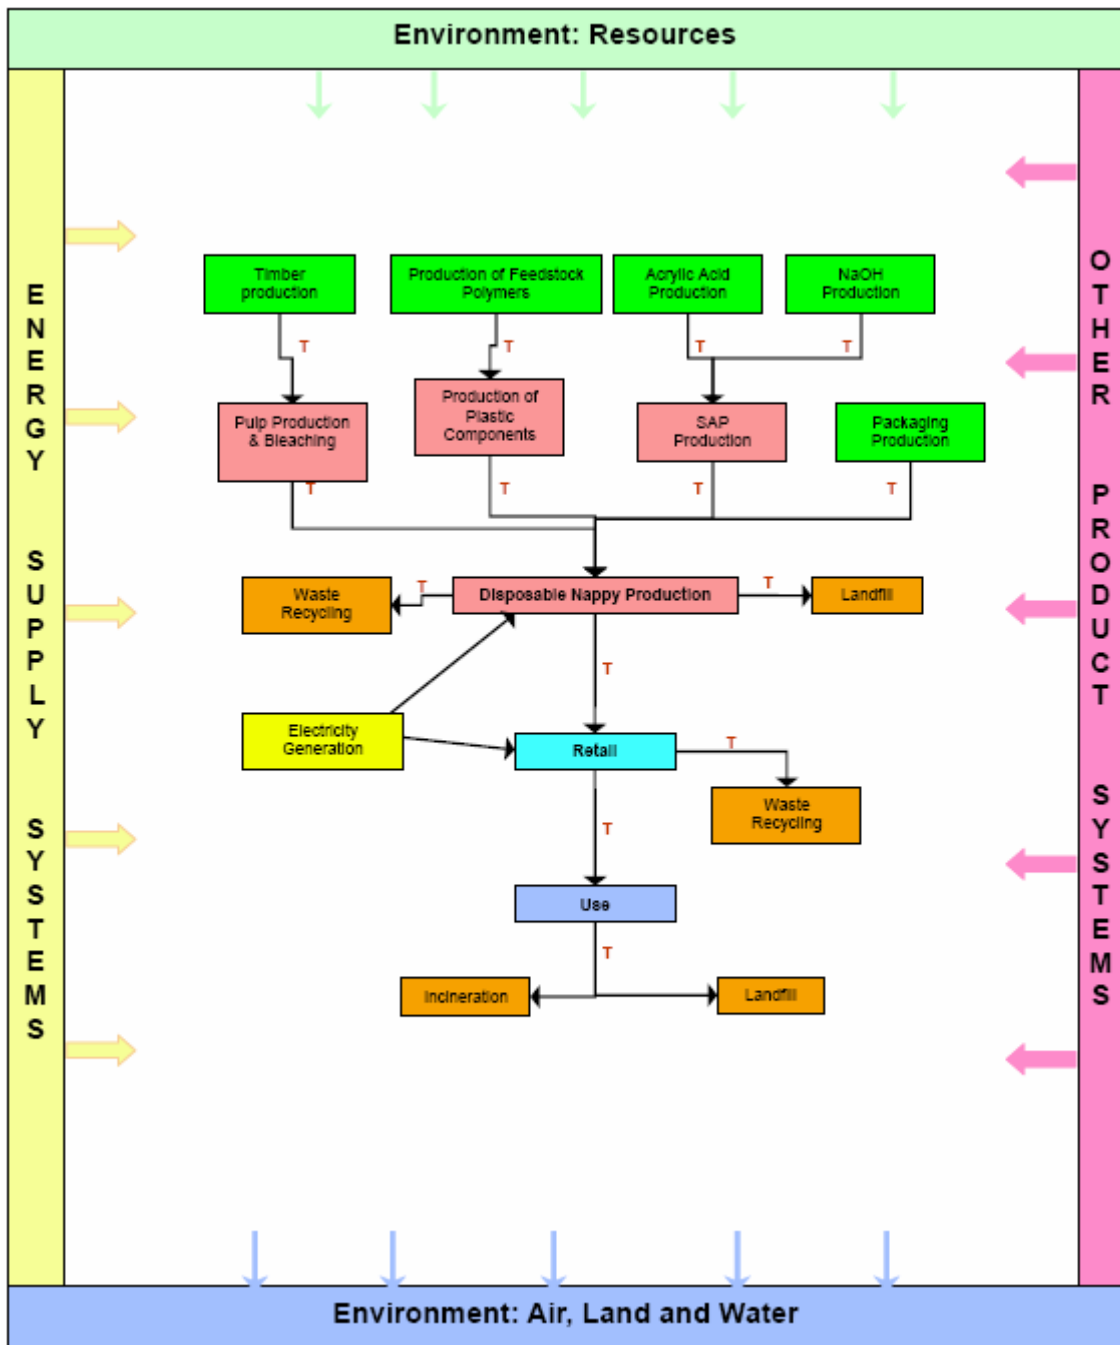 Environment: Resources
ENERGY SUPPLY SYSTEMS
OTHER PRODUCT SYSTEMS
Timber
production
Production of Feedstock
Polymers
Acrylic Acid
Production
NaOH
Production
T
T
T
T
Pulp Production
& Bleaching
Production of
Plastic
Components
SAP
Production
Packaging
Production
T
T
T
T
Waste
Recycling
T
Disposable Nappy Production
T
Landfill
T
Electricity
Generation
Retail
T
Waste
Recycling
T
Use
T
Incineration
Landfill
Environment: Air, Land and Water